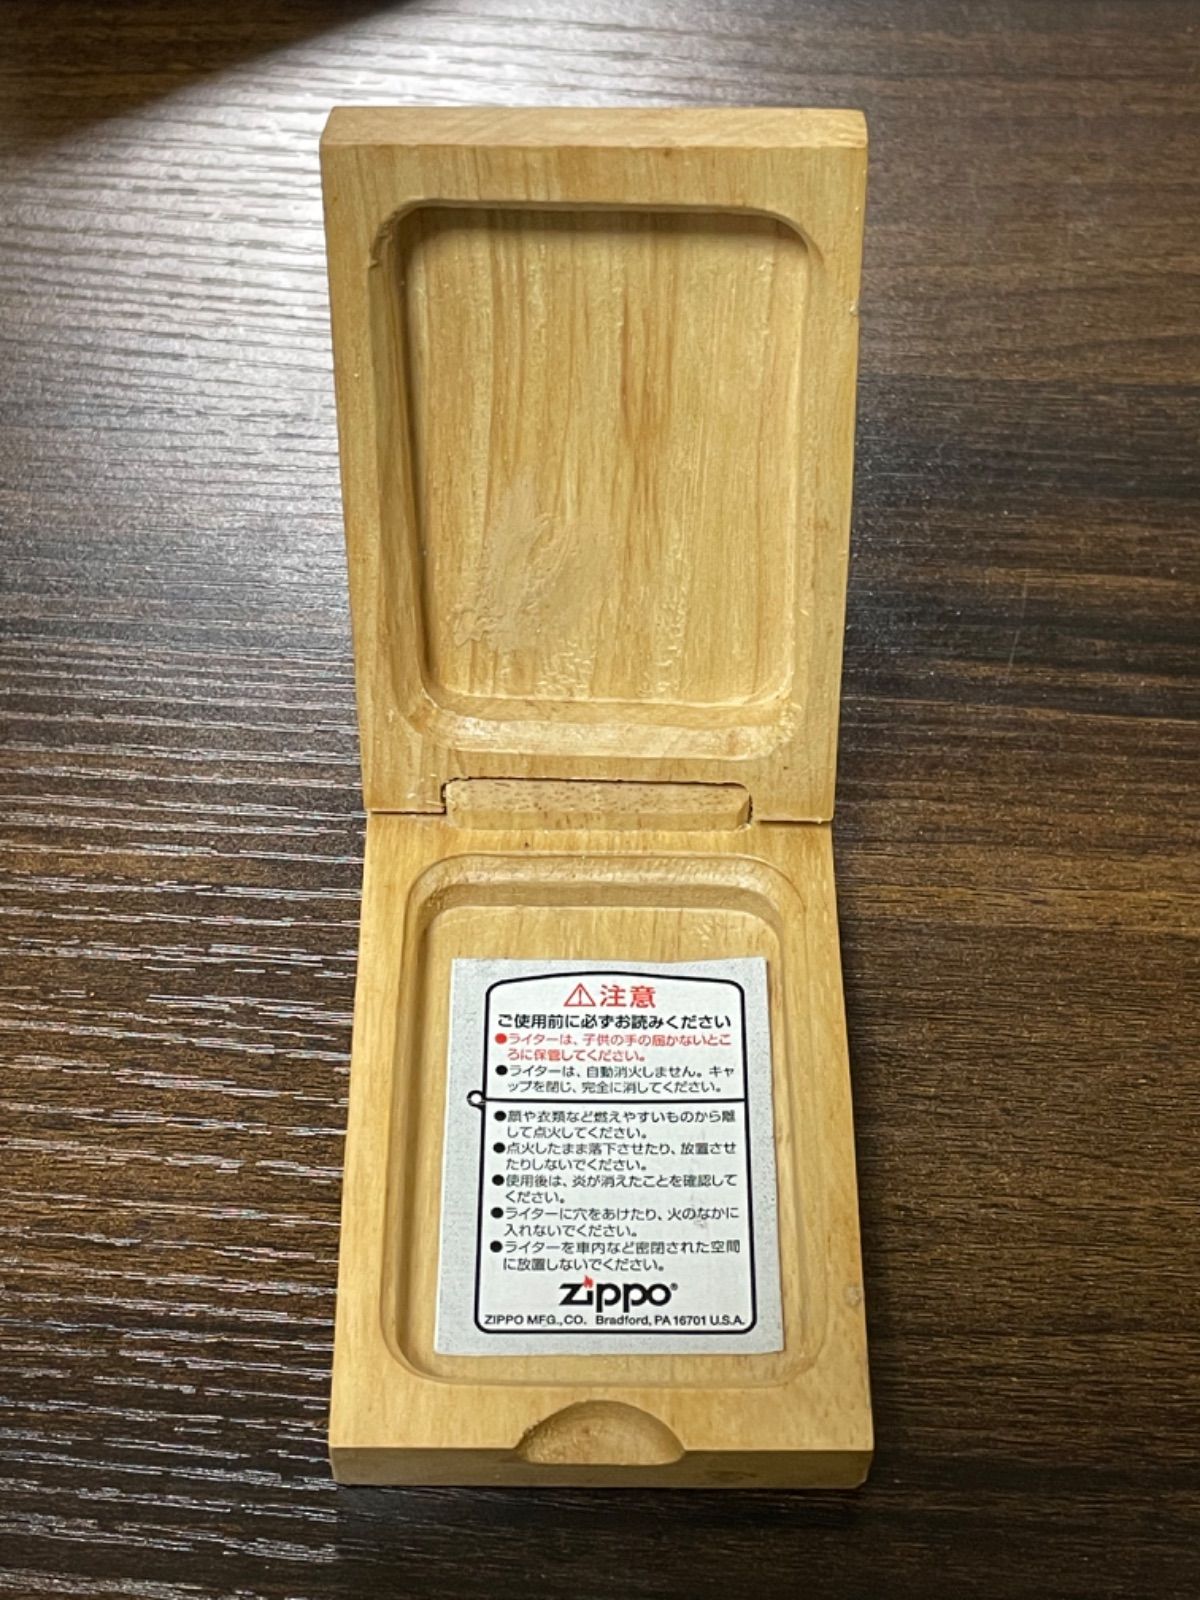 ⚠注意
ご使用前に必ずお読みください
●ライターは、子供の手の届かないとこ
ろに保管してください。
●ライターは、自動消火しません。キャ
ップを閉じ、完全に消してください。
●顔や衣類など燃えやすいものから離
して点火してください。
●点火したまま落下させたり、放置させ
たりしないでください。
●使用後は、炎が消えたことを確認して
ください。
●ライターに穴をあけたり、火のなかに
入れないでください。
●ライターを車内など密閉された空間
に放置しないでください。
zippo®
ZIPPO MFG.,CO. Bradford, PA 16701 U.S.A.